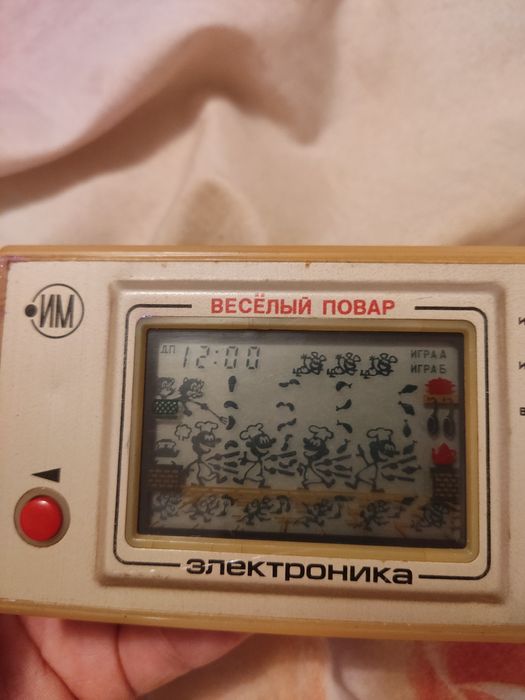 ИМ
ВЕСЁЛЫЙ ПОВАР
ДП 12:00
ИГРА А
ИГРА Б
электроника